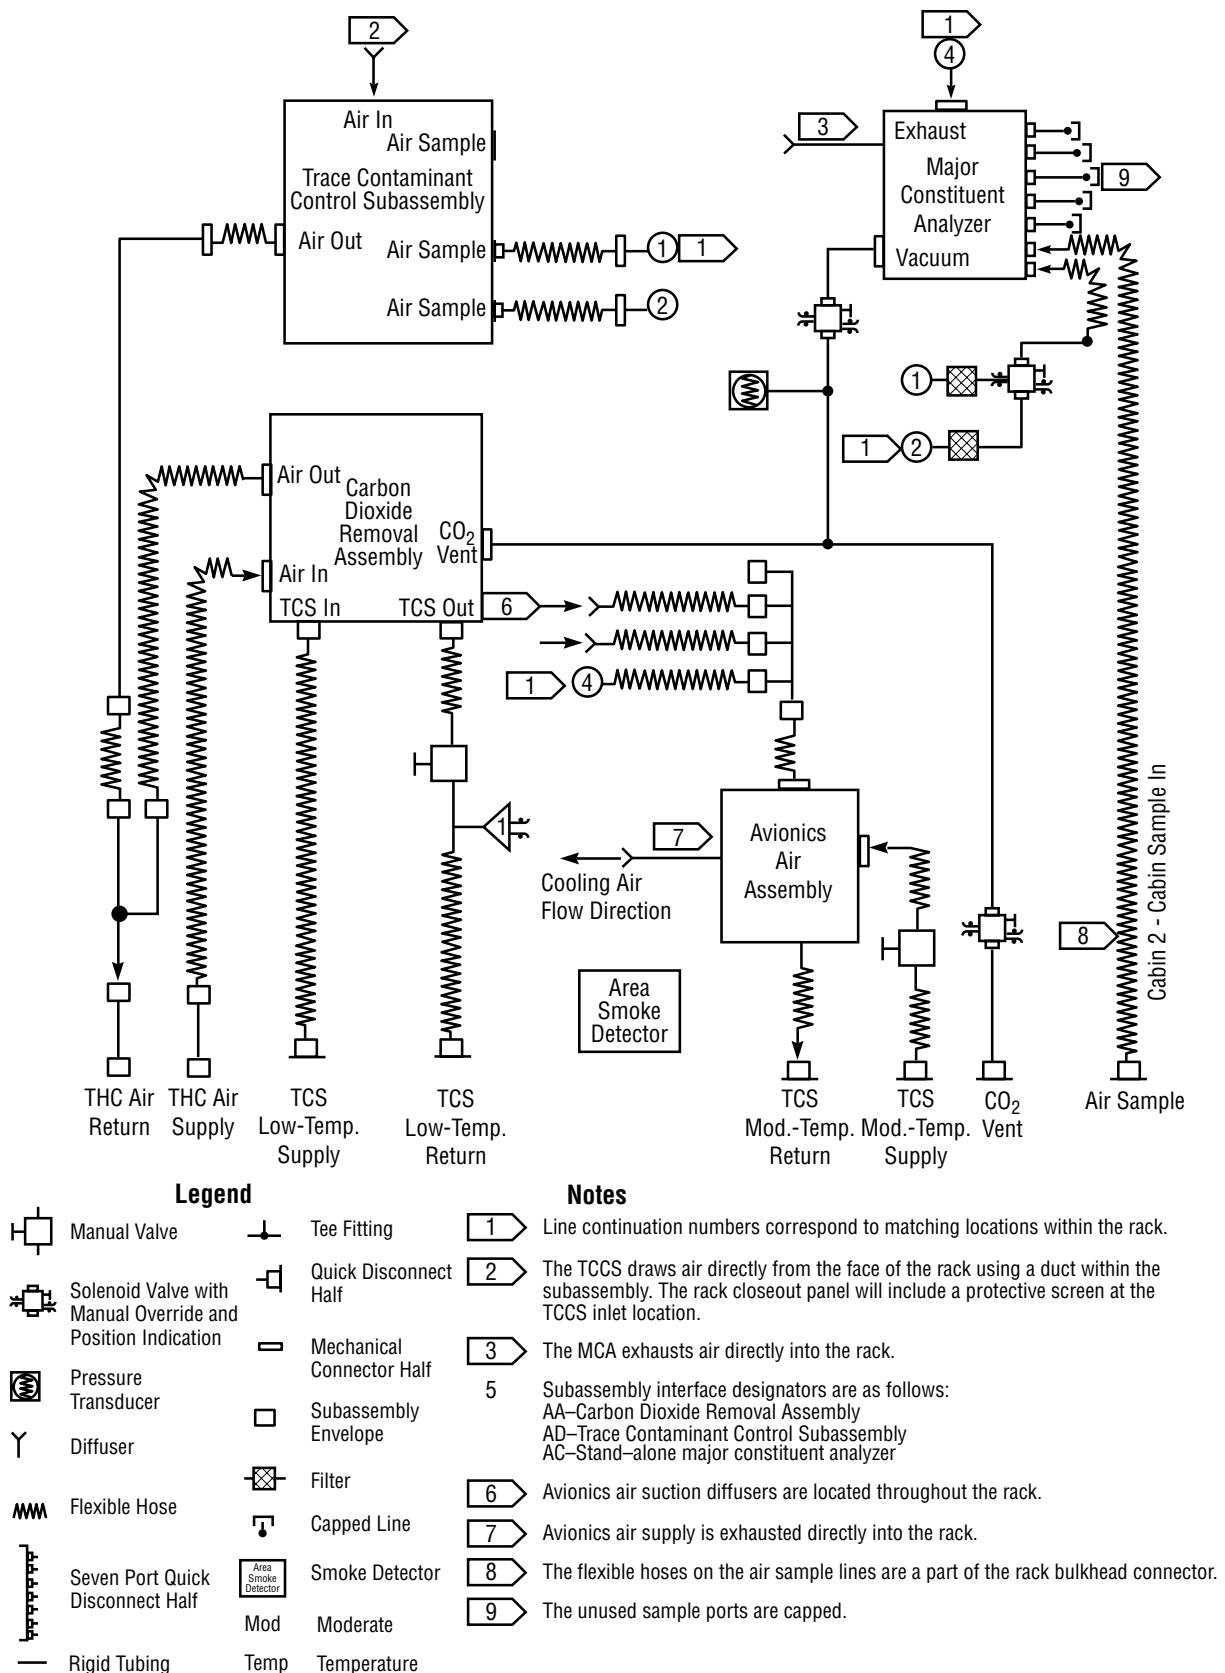 2
1
4
Air In
Air Sample
Trace Contaminant
Control Subassembly
Air Out
Air Sample
1
1
Air Sample
2
3
Exhaust
Major
Constituent
Analyzer
Vacuum
9
1
1
2
Air Out
Carbon
Dioxide
Removal
Assembly
CO2
Vent
Air In
TCS In
TCS Out
6
1
4
1
7
Avionics
Air
Assembly
Cooling Air
Flow Direction
Area
Smoke
Detector
8
Cabin 2 - Cabin Sample In
THC Air
Return
THC Air
Supply
TCS
Low-Temp.
Supply
TCS
Low-Temp.
Return
TCS
Mod.-Temp.
Return
TCS
Mod.-Temp.
Supply
CO2
Vent
Air Sample
Legend
Manual Valve
Solenoid Valve with
Manual Override and
Position Indication
Pressure
Transducer
Diffuser
Flexible Hose
Seven Port Quick
Disconnect Half
Rigid Tubing
Tee Fitting
Quick Disconnect
Half
Mechanical
Connector Half
Subassembly
Envelope
Filter
Capped Line
Area
Smoke
Detector
Smoke Detector
Mod Moderate
Temp Temperature
Notes
1 Line continuation numbers correspond to matching locations within the rack.
2 The TCCS draws air directly from the face of the rack using a duct within the
subassembly. The rack closeout panel will include a protective screen at the
TCCS inlet location.
3 The MCA exhausts air directly into the rack.
5 Subassembly interface designators are as follows:
AA–Carbon Dioxide Removal Assembly
AD–Trace Contaminant Control Subassembly
AC–Stand–alone major constituent analyzer
6 Avionics air suction diffusers are located throughout the rack.
7 Avionics air supply is exhausted directly into the rack.
8 The flexible hoses on the air sample lines are a part of the rack bulkhead connector.
9 The unused sample ports are capped.